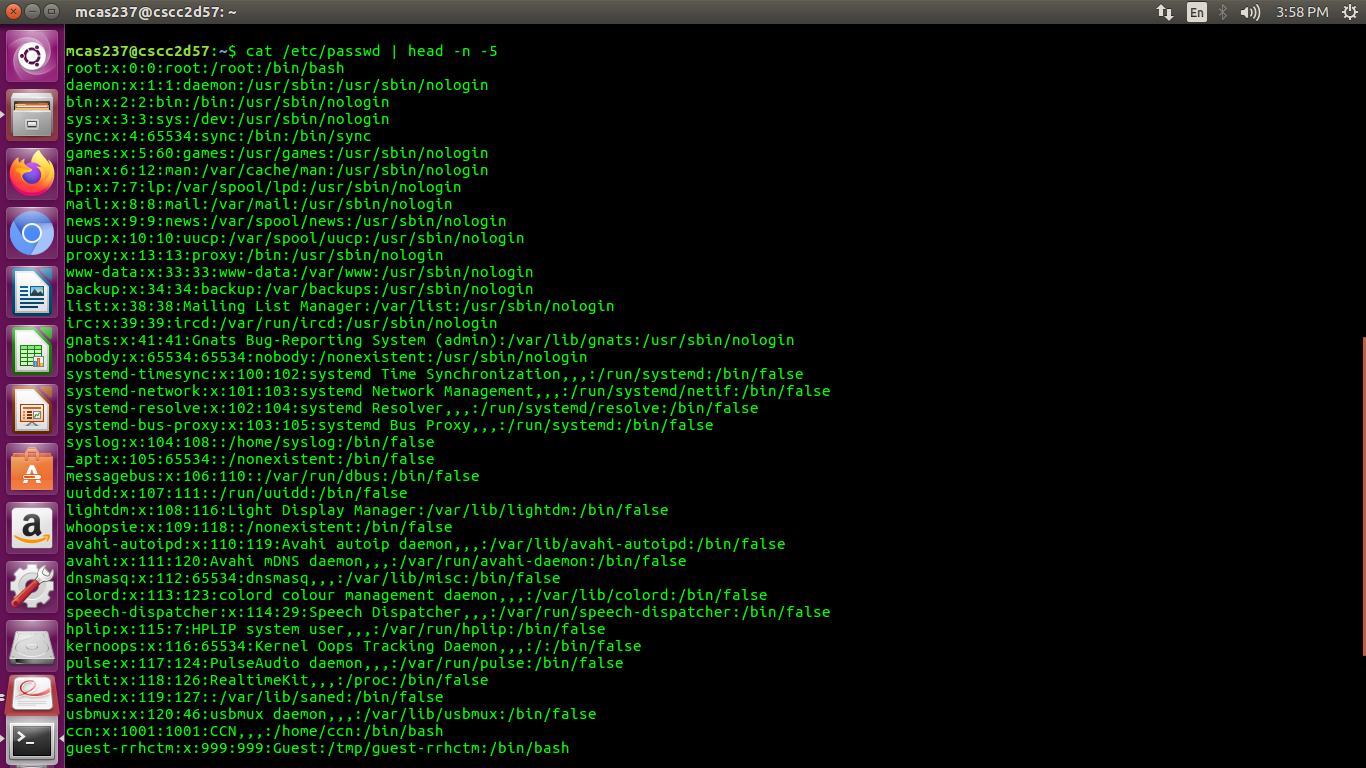 mcas237@cscc2d57: ~
En
3:58 PM
mcas237@cscc2d57:~$ cat /etc/passwd | head -n -5
root:x:0:0:root:/root:/bin/bash
daemon:x:1:1:daemon:/usr/sbin:/usr/sbin/nologin
bin:x:2:2:bin:/bin:/usr/sbin/nologin
sys:x:3:3:sys:/dev:/usr/sbin/nologin
sync:x:4:65534:sync:/bin:/bin/sync
games:x:5:60:games:/usr/games:/usr/sbin/nologin
man:x:6:12:man:/var/cache/man:/usr/sbin/nologin
lp:x:7:7:lp:/var/spool/lpd:/usr/sbin/nologin
mail:x:8:8:mail:/var/mail:/usr/sbin/nologin
news:x:9:9:news:/var/spool/news:/usr/sbin/nologin
uucp:x:10:10:uucp:/var/spool/uucp:/usr/sbin/nologin
proxy:x:13:13:proxy:/bin:/usr/sbin/nologin
www-data:x:33:33:www-data:/var/www:/usr/sbin/nologin
backup:x:34:34:backup:/var/backups:/usr/sbin/nologin
list:x:38:38:Mailing List Manager:/var/list:/usr/sbin/nologin
irc:x:39:39:ircd:/var/run/ircd:/usr/sbin/nologin
gnats:x:41:41:Gnats Bug-Reporting System (admin):/var/lib/gnats:/usr/sbin/nologin
nobody:x:65534:65534:nobody:/nonexistent:/usr/sbin/nologin
systemd-timesync:x:100:102:systemd Time Synchronization,,,:/run/systemd:/bin/false
systemd-network:x:101:103:systemd Network Management,,,:/run/systemd/netif:/bin/false
systemd-resolve:x:102:104:systemd Resolver,,,:/run/systemd/resolve:/bin/false
systemd-bus-proxy:x:103:105:systemd Bus Proxy,,,:/run/systemd:/bin/false
syslog:x:104:108::/home/syslog:/bin/false
_apt:x:105:65534::/nonexistent:/bin/false
messagebus:x:106:110::/var/run/dbus:/bin/false
uuidd:x:107:111::/run/uuidd:/bin/false
lightdm:x:108:116:Light Display Manager:/var/lib/lightdm:/bin/false
whoopsie:x:109:118::/nonexistent:/bin/false
avahi-autoipd:x:110:119:Avahi autoip daemon,,,:/var/lib/avahi-autoipd:/bin/false
avahi:x:111:120:Avahi mDNS daemon,,,:/var/run/avahi-daemon:/bin/false
dnsmasq:x:112:65534:dnsmasq,,,:/var/lib/misc:/bin/false
colord:x:113:123:colord colour management daemon,,,:/var/lib/colord:/bin/false
speech-dispatcher:x:114:29:Speech Dispatcher,,,:/var/run/speech-dispatcher:/bin/false
hplip:x:115:7:HPLIP system user,,,:/var/run/hplip:/bin/false
kernoops:x:116:65534:Kernel Oops Tracking Daemon,,,:/:/bin/false
pulse:x:117:124:PulseAudio daemon,,,:/var/run/pulse:/bin/false
rtkit:x:118:126:RealtimeKit,,,:/proc:/bin/false
saned:x:119:127::/var/lib/saned:/bin/false
usbmux:x:120:46:usbmux daemon,,,:/var/lib/usbmux:/bin/false
ccn:x:1001:1001:CCN,,,:/home/ccn:/bin/bash
guest-rrhctm:x:999:999:Guest:/tmp/guest-rrhctm:/bin/bash